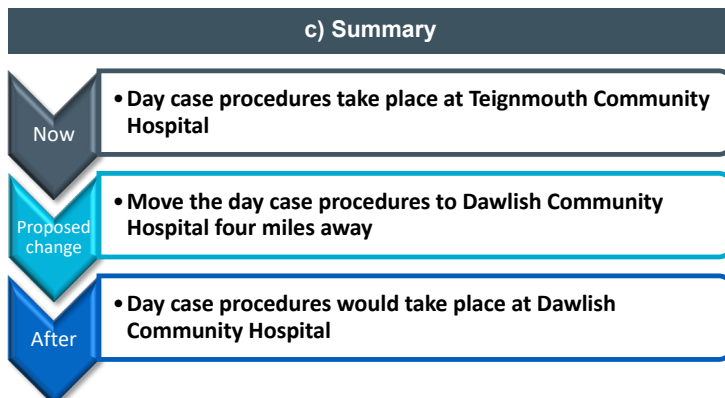 c) Summary
Now
• Day case procedures take place at Teignmouth Community
Hospital
Proposed
change
• Move the day case procedures to Dawlish Community
Hospital four miles away
After
• Day case procedures would take place at Dawlish
Community Hospital